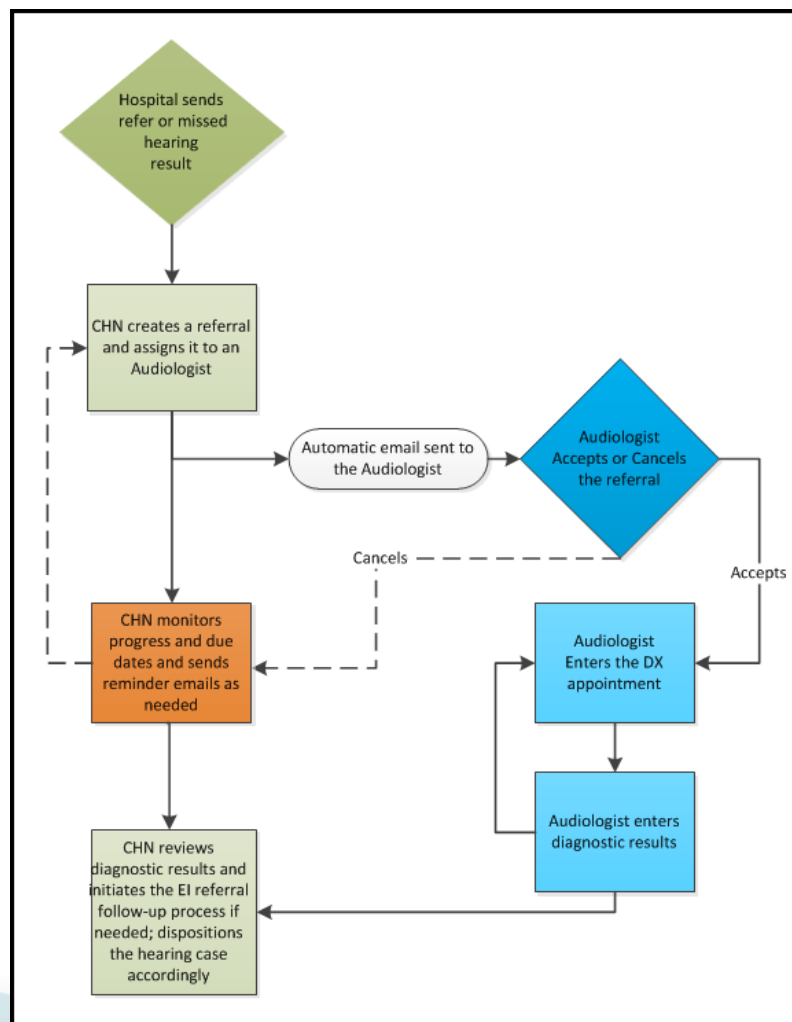 Hospital sends
refer or missed
hearing
result
CHN creates a referral
and assigns it to an
Audiologist
Automatic email sent to
the Audiologist
Audiologist
Accepts or Cancels
the referral
Cancels
Accepts
CHN monitors
progress and due
dates and sends
reminder emails as
needed
Audiologist
Enters the DX
appointment
Audiologist enters
diagnostic results
CHN reviews
diagnostic results and
initiates the EI referral
follow-up process if
needed; dispositions
the hearing case
accordingly